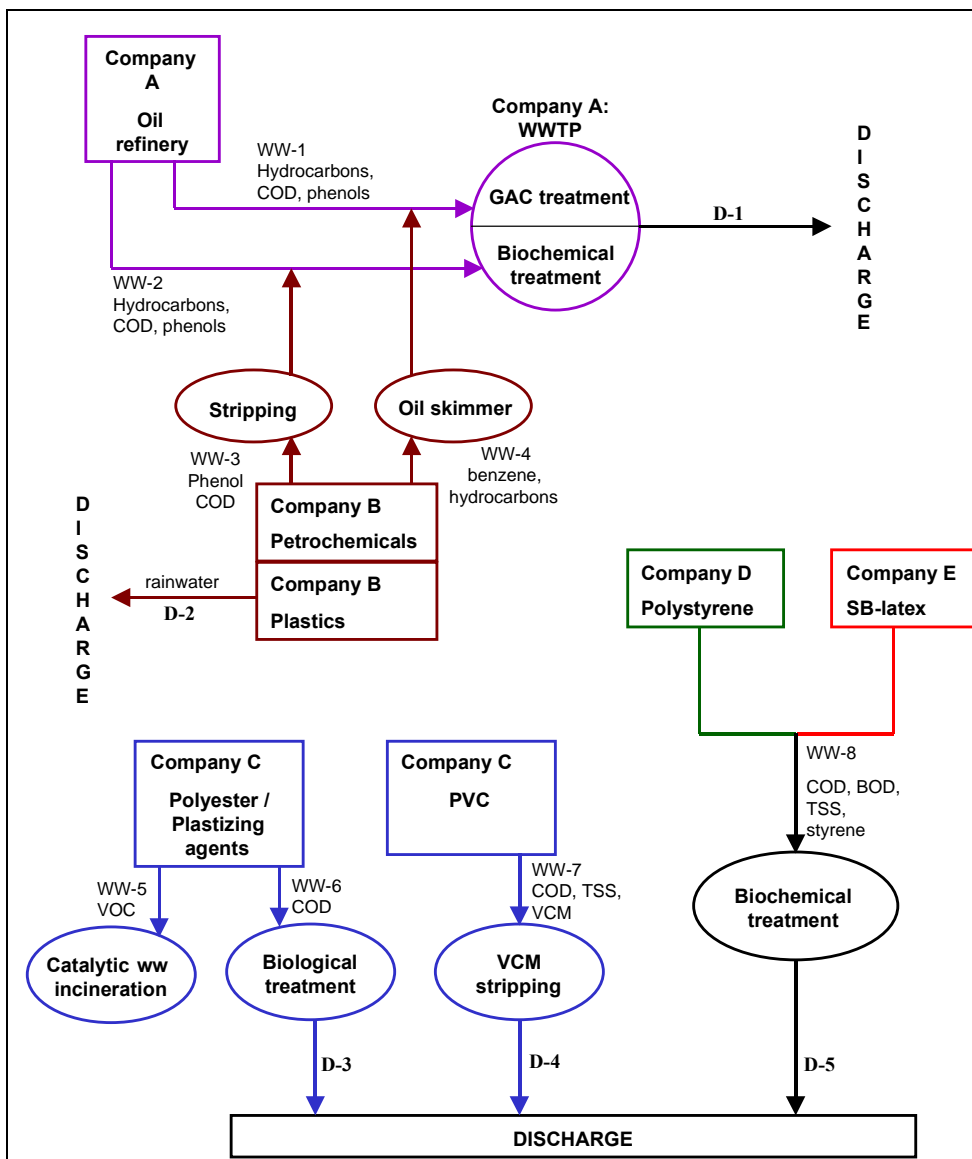 Company
A
Oil
refinery
WW-1
Hydrocarbons,
COD, phenols
Company A:
WWTP
GAC treatment
Biochemical
treatment
D-1
D
I
S
C
H
A
R
G
E
WW-2
Hydrocarbons,
COD, phenols
Stripping
Oil skimmer
WW-3
Phenol
COD
WW-4
benzene,
hydrocarbons
Company B
Petrochemicals
Company B
Plastics
rainwater
D-2
D
I
S
C
H
A
R
G
E
Company D
Polystyrene
Company E
SB-latex
WW-8
COD, BOD,
TSS,
styrene
Biochemical
treatment
D-5
Company C
Polyester /
Plastizing
agents
WW-5
VOC
WW-6
COD
Catalytic ww
incineration
Biological
treatment
D-3
Company C
PVC
WW-7
COD, TSS,
VCM
VCM
stripping
D-4
DISCHARGE